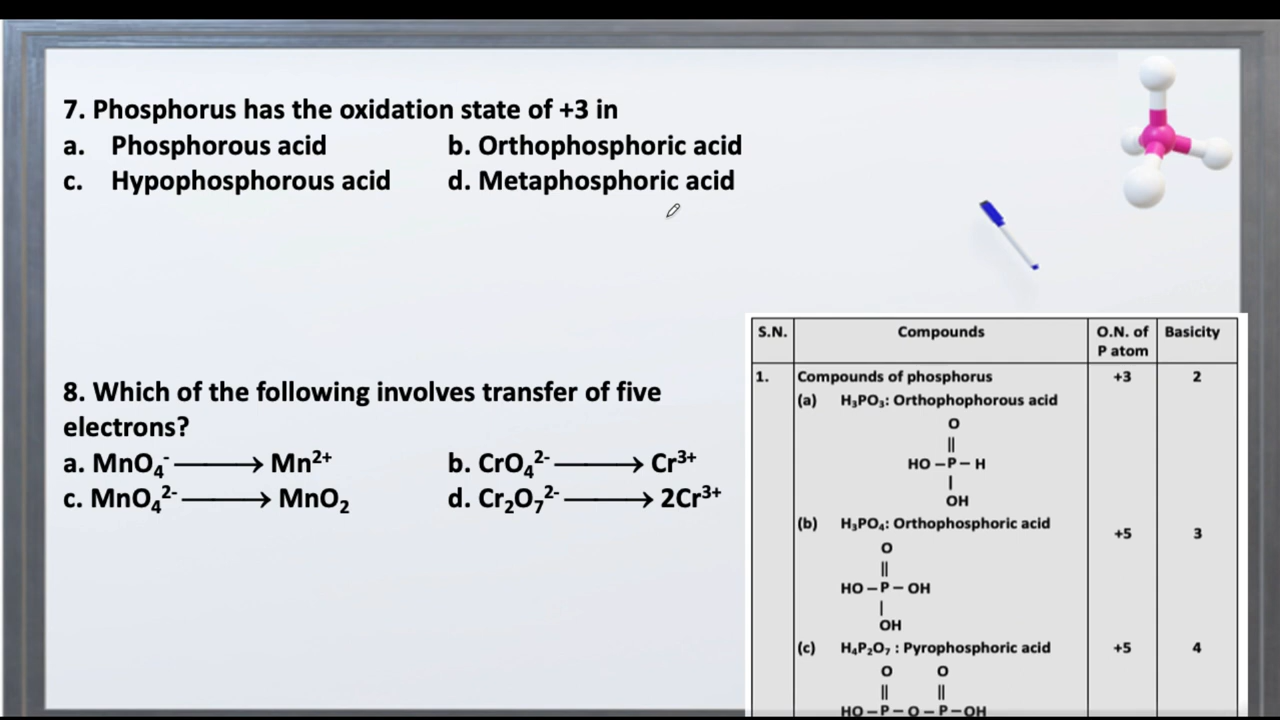 7. Phosphorus has the oxidation state of +3 in
a. Phosphorous acid b. Orthophosphoric acid
c. Hypophosphorous acid d. Metaphosphoric acid
8. Which of the following involves transfer of five
electrons?
a. MnO₄⁻ ⟶ Mn²⁺ b. CrO₄²⁻ ⟶ Cr³⁺
c. MnO₄²⁻ ⟶ MnO₂ d. Cr₂O₇²⁻ ⟶ 2Cr³⁺
S.N. Compounds O.N. of P atom Basicity
1. Compounds of phosphorus +3 2
(a) H₃PO₃: Orthophophorous acid
O
||
HO – P – H
|
OH
(b) H₃PO₄: Orthophosphoric acid +5 3
O
||
HO – P – OH
|
OH
(c) H₄P₂O₇ : Pyrophosphoric acid +5 4
O O
|| ||
HO – P – O – P – OH